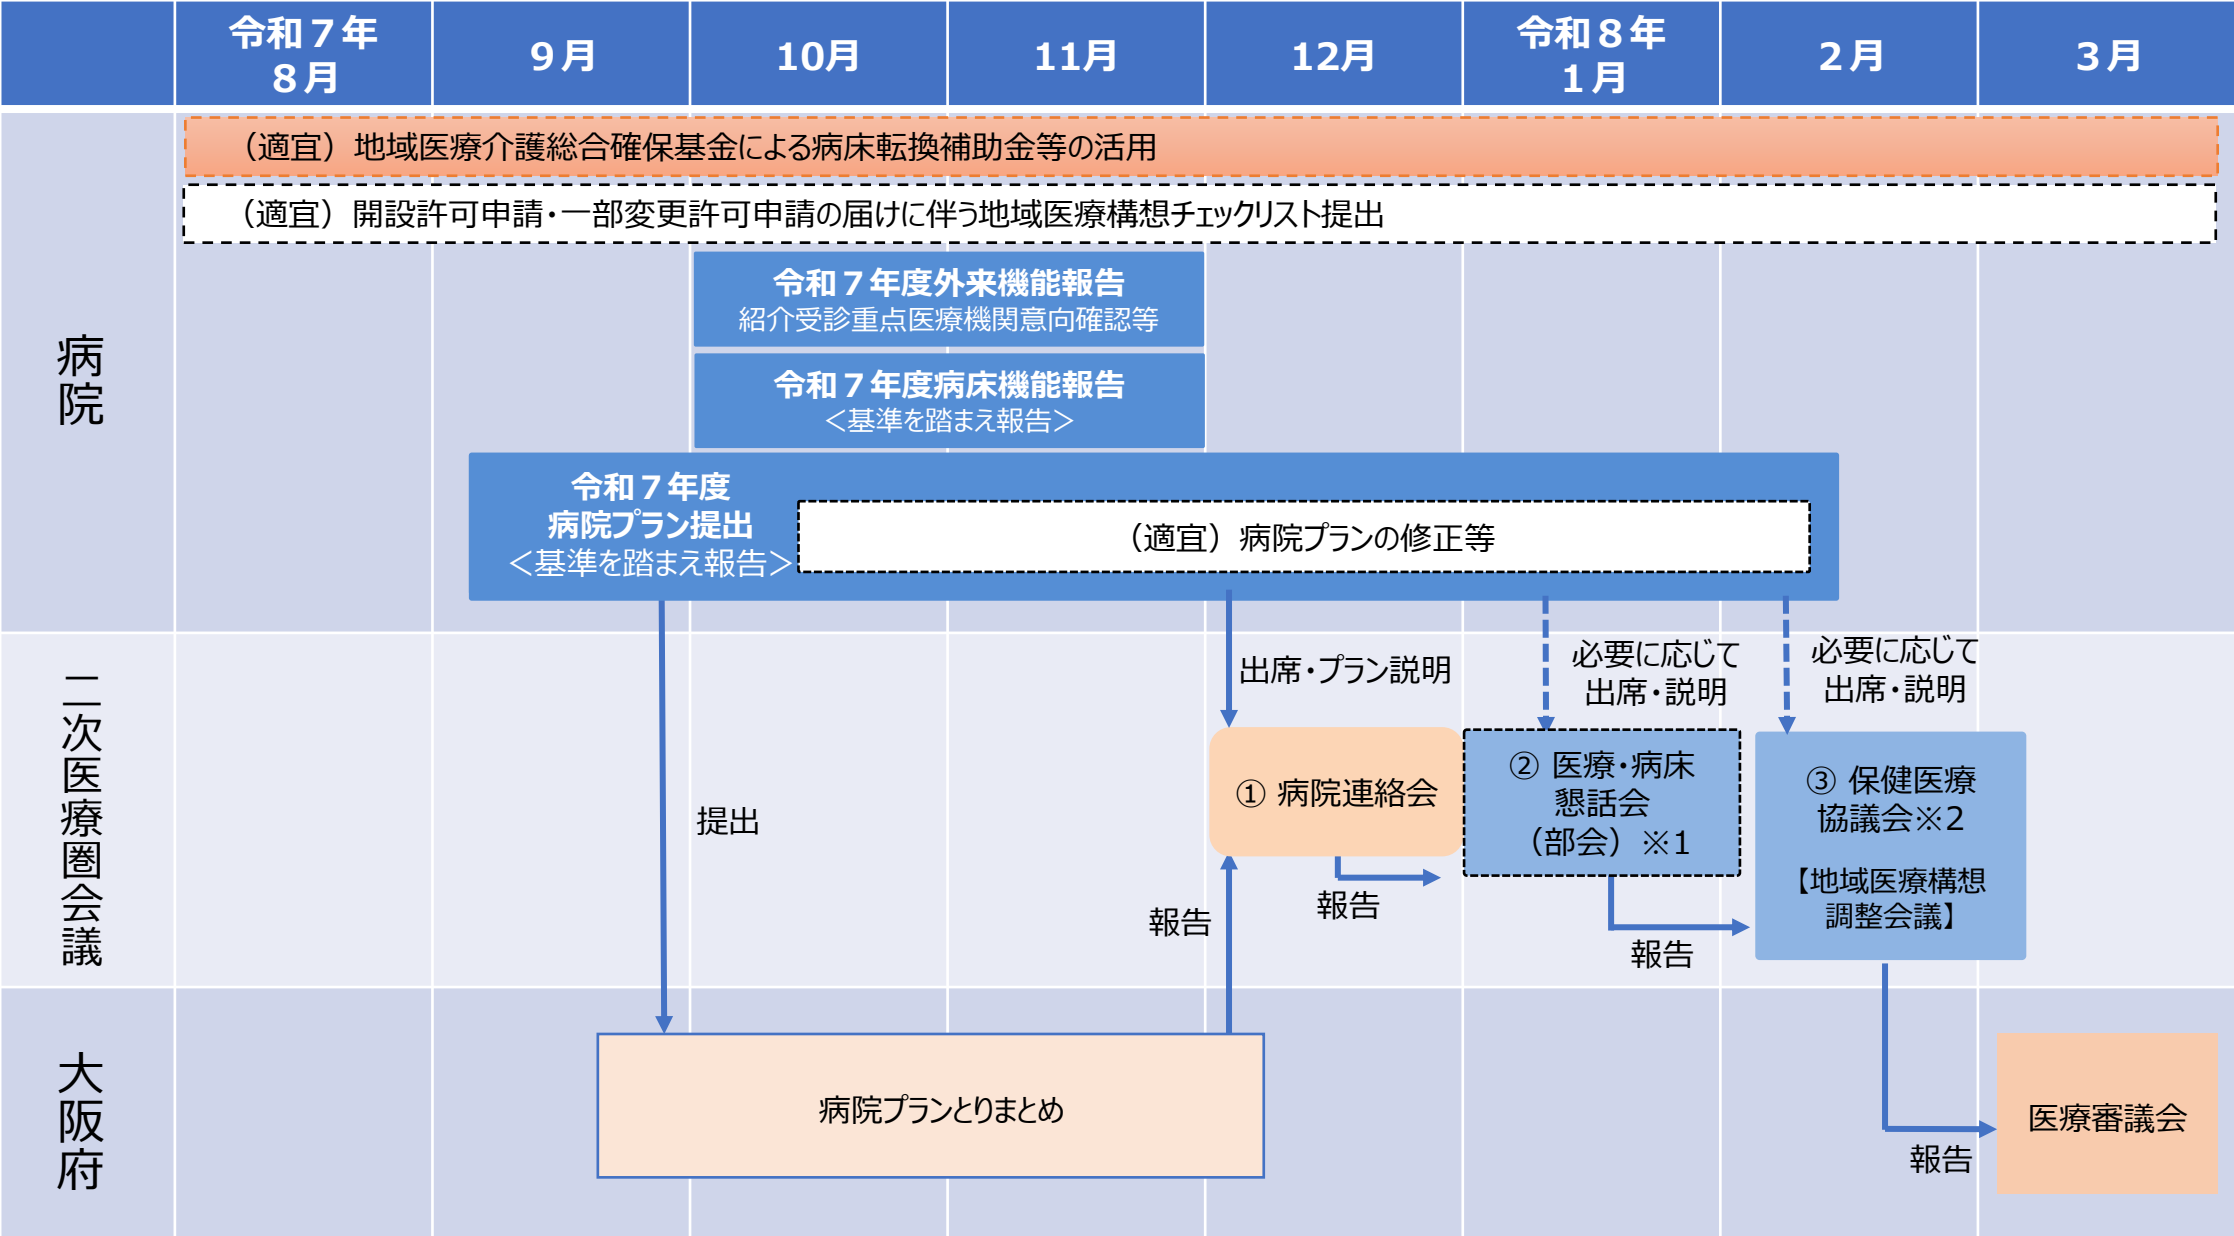 令和７年
８月
９月
10月
11月
12月
令和８年
１月
２月
３月
病院
（適宜）地域医療介護総合確保基金による病床転換補助金等の活用
（適宜）開設許可申請・一部変更許可申請の届けに伴う地域医療構想チェックリスト提出
令和７年度外来機能報告
紹介受診重点医療機関意向確認等
令和７年度病床機能報告
＜基準を踏まえ報告＞
令和７年度
病院プラン提出
＜基準を踏まえ報告＞
（適宜）病院プランの修正等
二次医療圏会議
出席・プラン説明
必要に応じて
出席・説明
必要に応じて
出席・説明
提出
① 病院連絡会
② 医療・病床
懇話会
（部会）※1
③ 保健医療
協議会※2
【地域医療構想
調整会議】
報告
報告
報告
大阪府
病院プランとりまとめ
医療審議会
報告